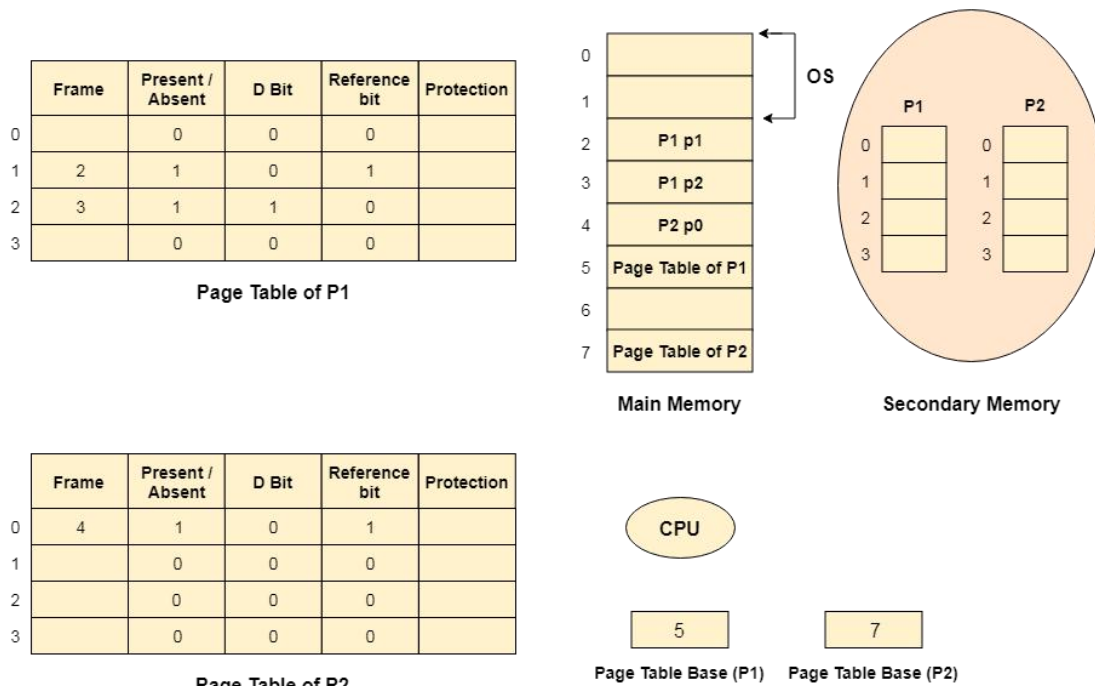 Frame Present / Absent D Bit Reference bit Protection
0 0 0 0
1 2 1 0 1
2 3 1 1 0
3 0 0 0
Page Table of P1
0
1
OS
2 P1 p1
3 P1 p2
4 P2 p0
5 Page Table of P1
6
7 Page Table of P2
Main Memory
P1 P2
0 0
1 1
2 2
3 3
Secondary Memory
Frame Present / Absent D Bit Reference bit Protection
0 4 1 0 1
1 0 0 0
2 0 0 0
3 0 0 0
Page Table of P2
CPU
5 7
Page Table Base (P1) Page Table Base (P2)